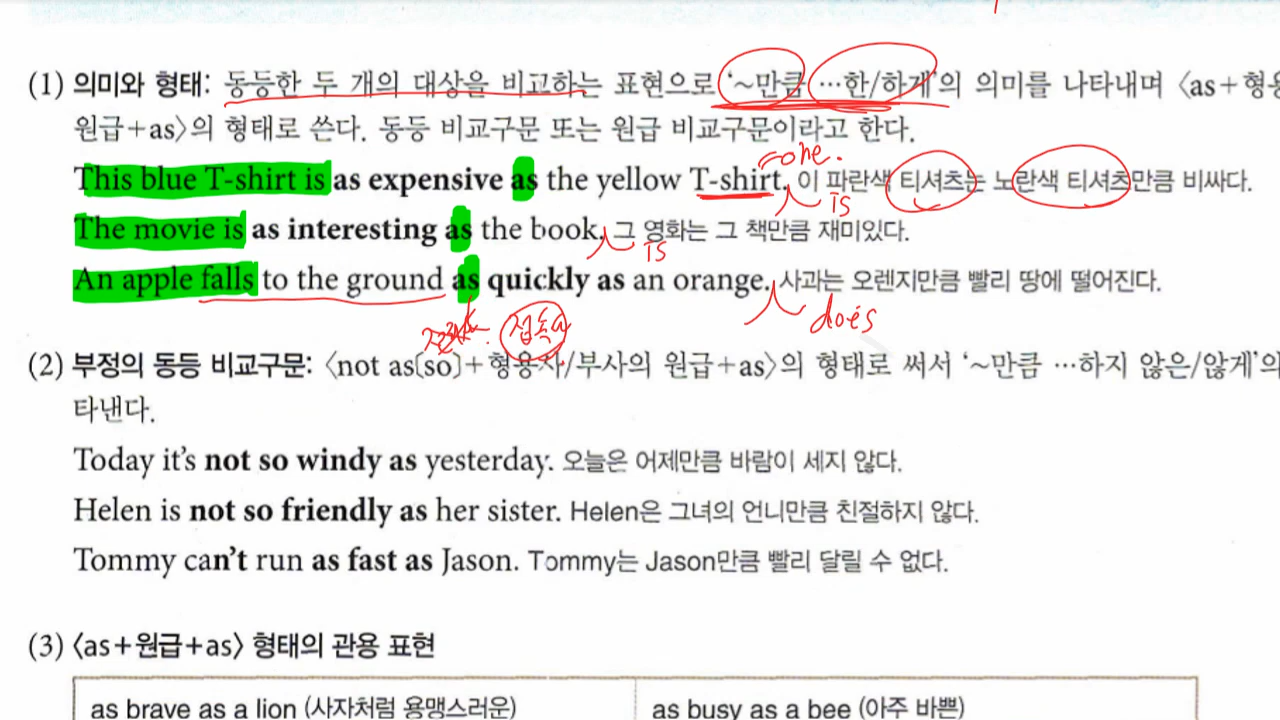 (1) 의미와 형태: 동등한 두 개의 대상을 비교하는 표현으로 ‘~만큼 …한/하게’의 의미를 나타내며 〈as+형용
원급+as〉의 형태로 쓴다. 동등 비교구문 또는 원급 비교구문이라고 한다.
one.
This blue T-shirt is as expensive as the yellow T-shirt. 이 파란색 티셔츠는 노란색 티셔츠만큼 비싸다.
is
The movie is as interesting as the book. 그 영화는 그 책만큼 재미있다.
is
An apple falls to the ground as quickly as an orange. 사과는 오렌지만큼 빨리 땅에 떨어진다.
접속사
does
(2) 부정의 동등 비교구문: 〈not as(so)+형용사/부사의 원급+as〉의 형태로 써서 ‘~만큼 …하지 않은/않게’의
타낸다.
Today it’s not so windy as yesterday. 오늘은 어제만큼 바람이 세지 않다.
Helen is not so friendly as her sister. Helen은 그녀의 언니만큼 친절하지 않다.
Tommy can’t run as fast as Jason. Tommy는 Jason만큼 빨리 달릴 수 없다.
(3) 〈as+원급+as〉 형태의 관용 표현
as brave as a lion (사자처럼 용맹스러운)
as busy as a bee (아주 바쁜)